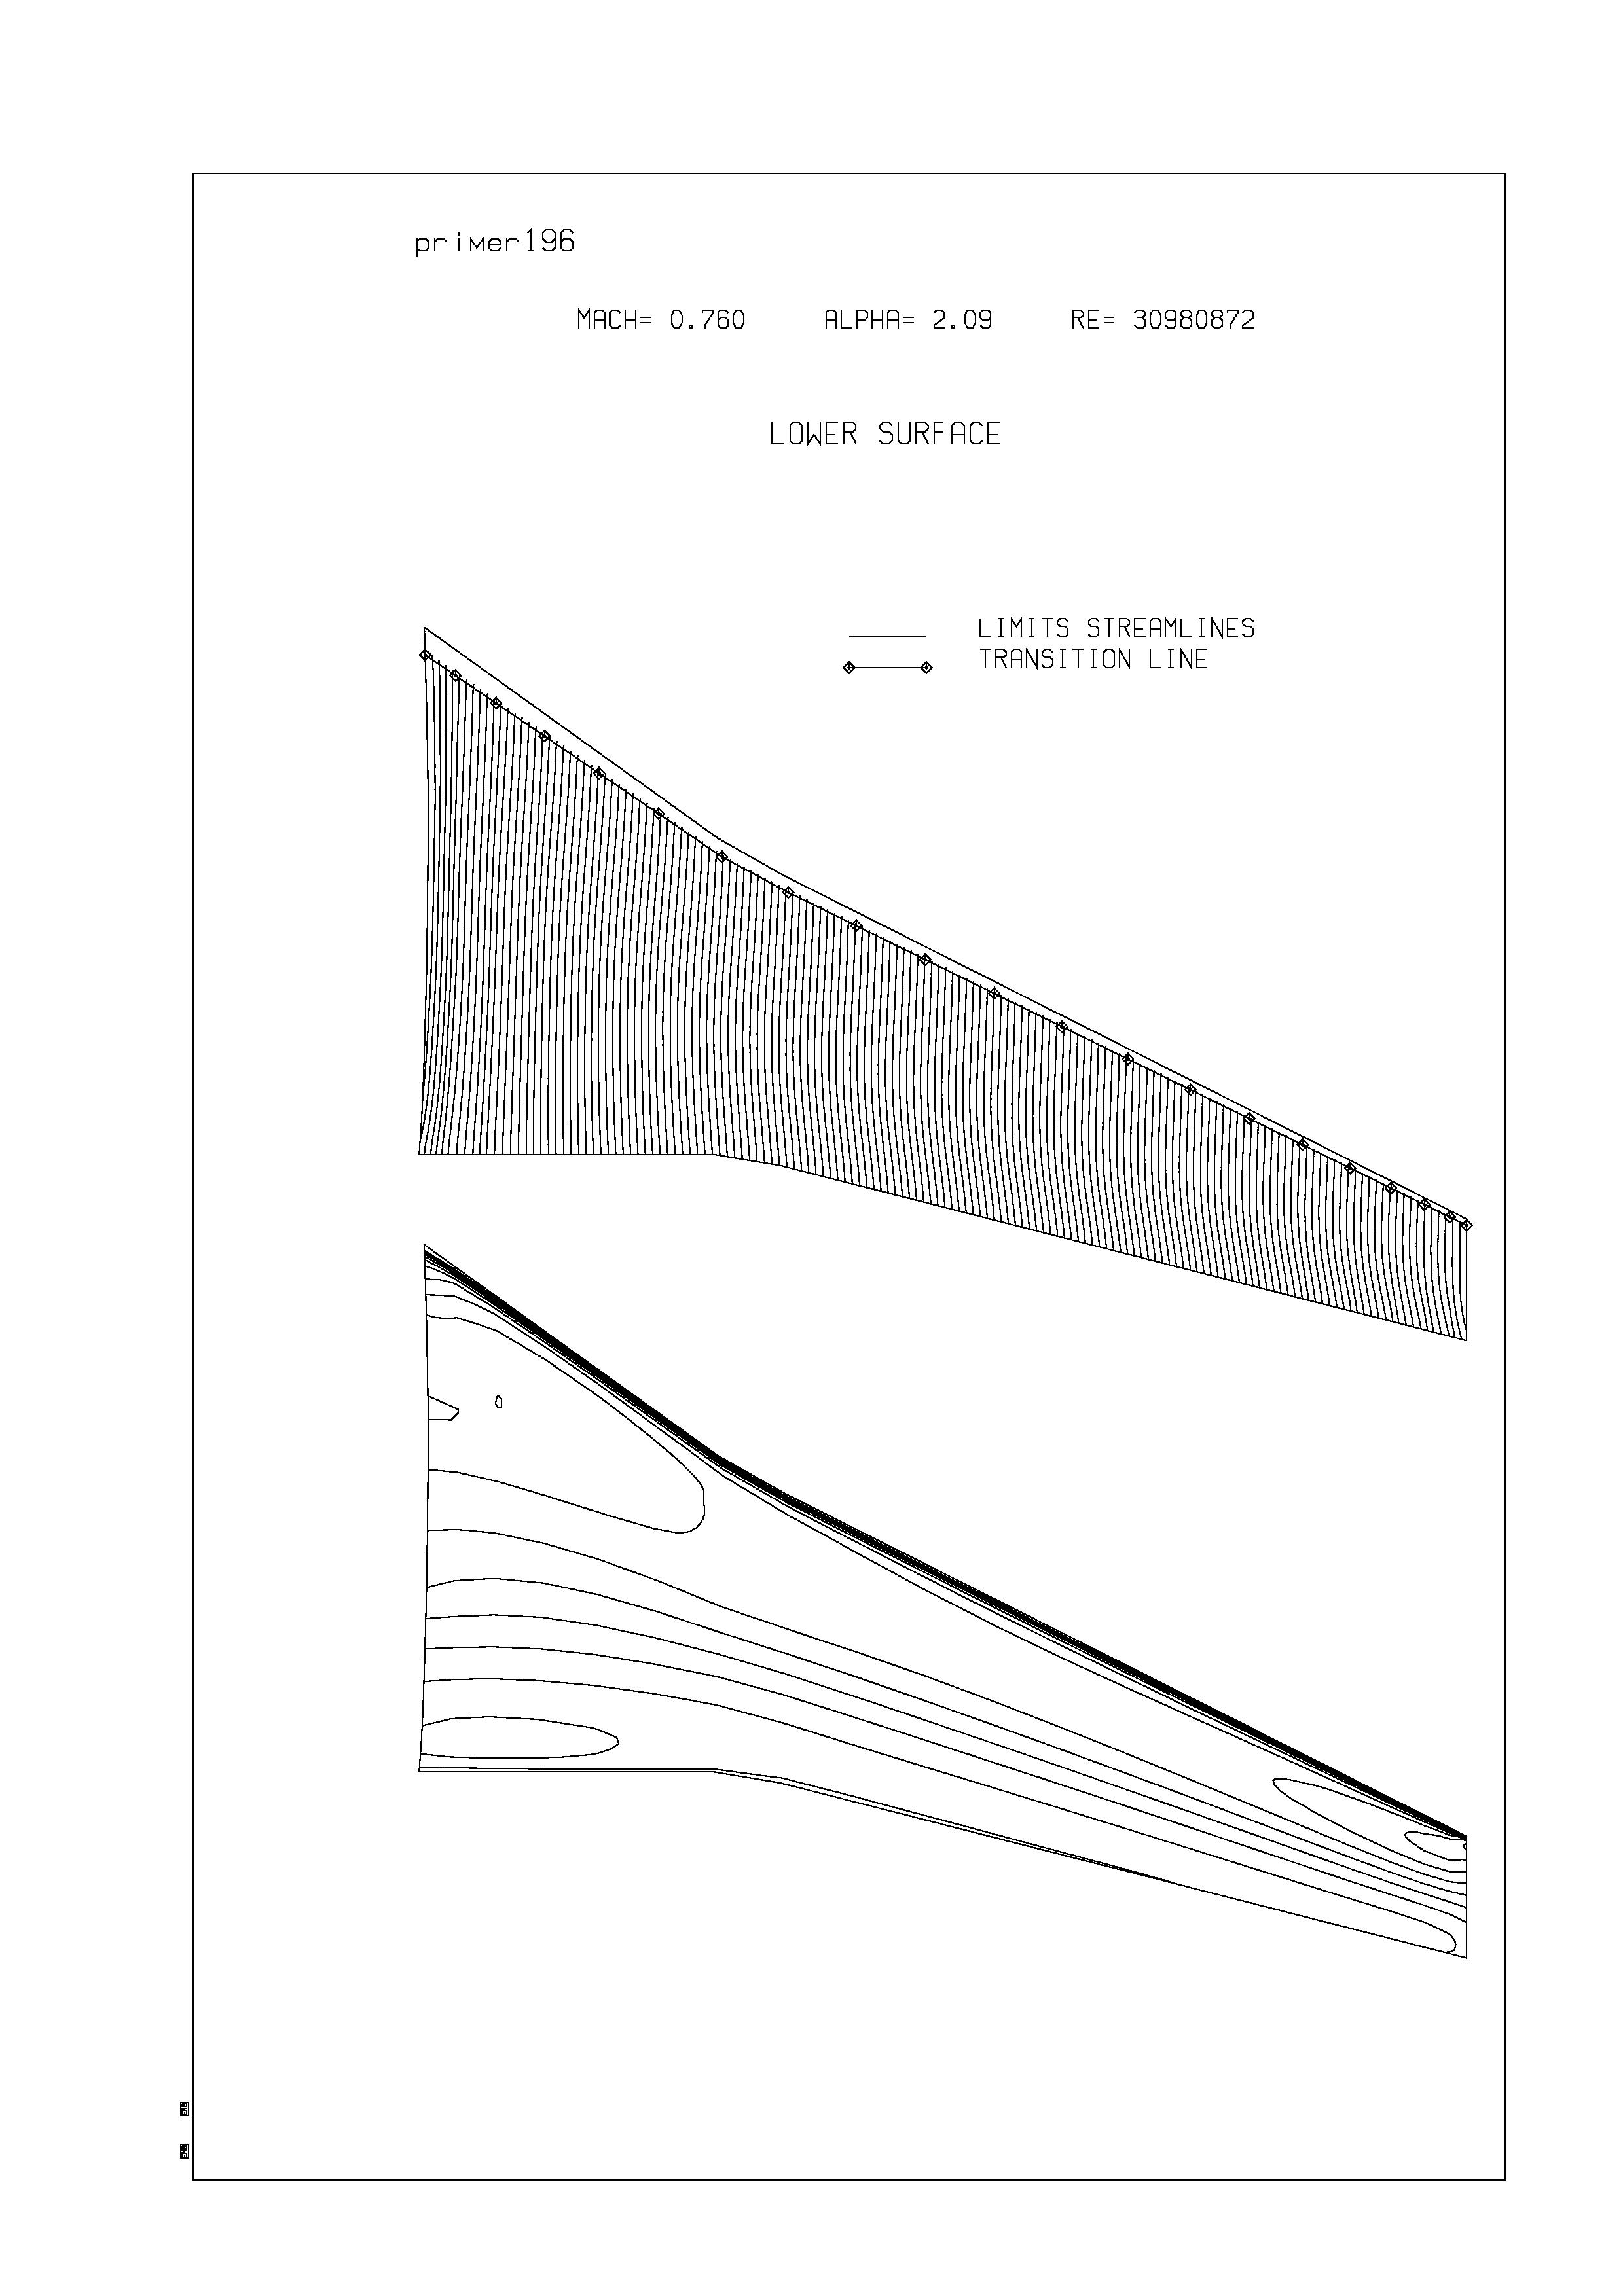 primer196
MACH= 0.760 ALPHA= 2.09 RE= 30980872
LOWER SURFACE
LIMITS STREAMLINES
TRANSITION LINE